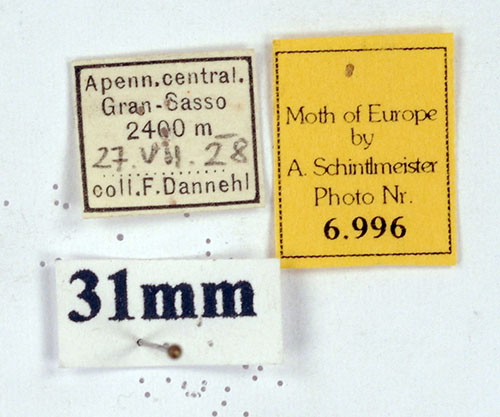 Apenn.central.
Gran-Sasso
2400 m
27.VII.28
coll.F.Dannehl
Moth of Europe
by
A. Schintlmeister
Photo Nr.
6.996
31mm